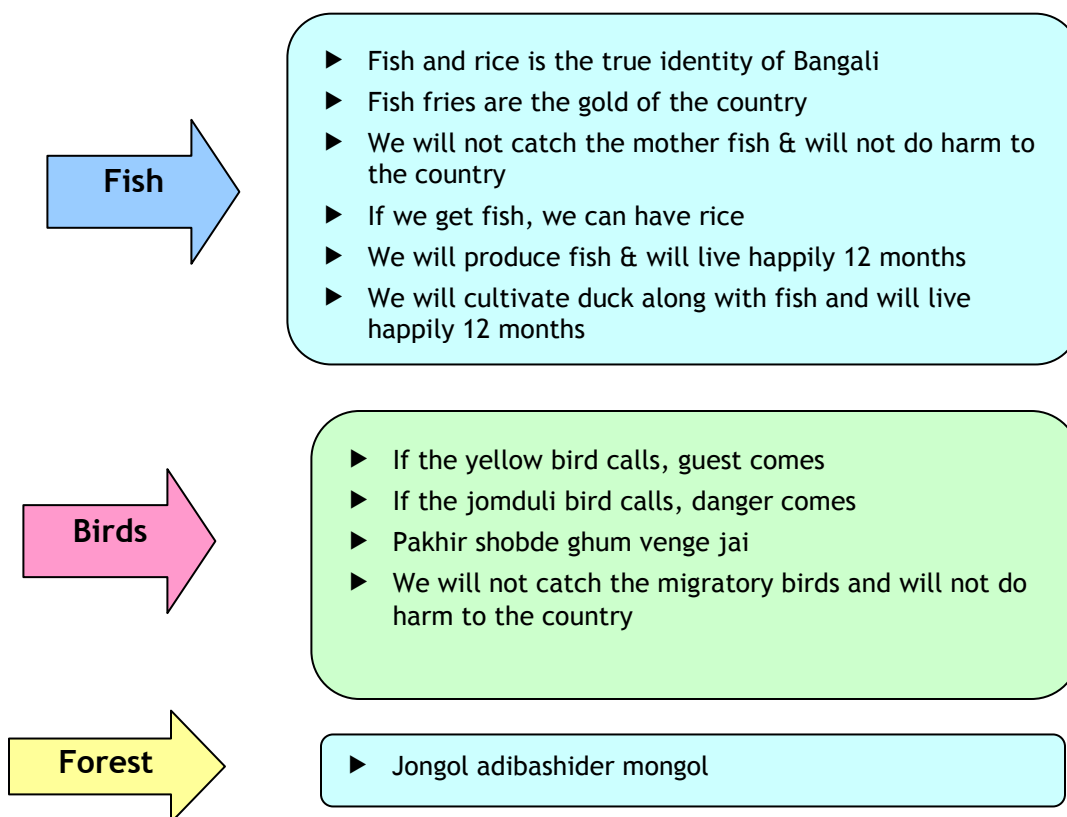 Fish
Fish and rice is the true identity of Bangali
Fish fries are the gold of the country
We will not catch the mother fish & will not do harm to
the country
If we get fish, we can have rice
We will produce fish & will live happily 12 months
We will cultivate duck along with fish and will live
happily 12 months
Birds
If the yellow bird calls, guest comes
If the jomduli bird calls, danger comes
Pakhir shobde ghum venge jai
We will not catch the migratory birds and will not do
harm to the country
Forest
Jongol adibashider mongol